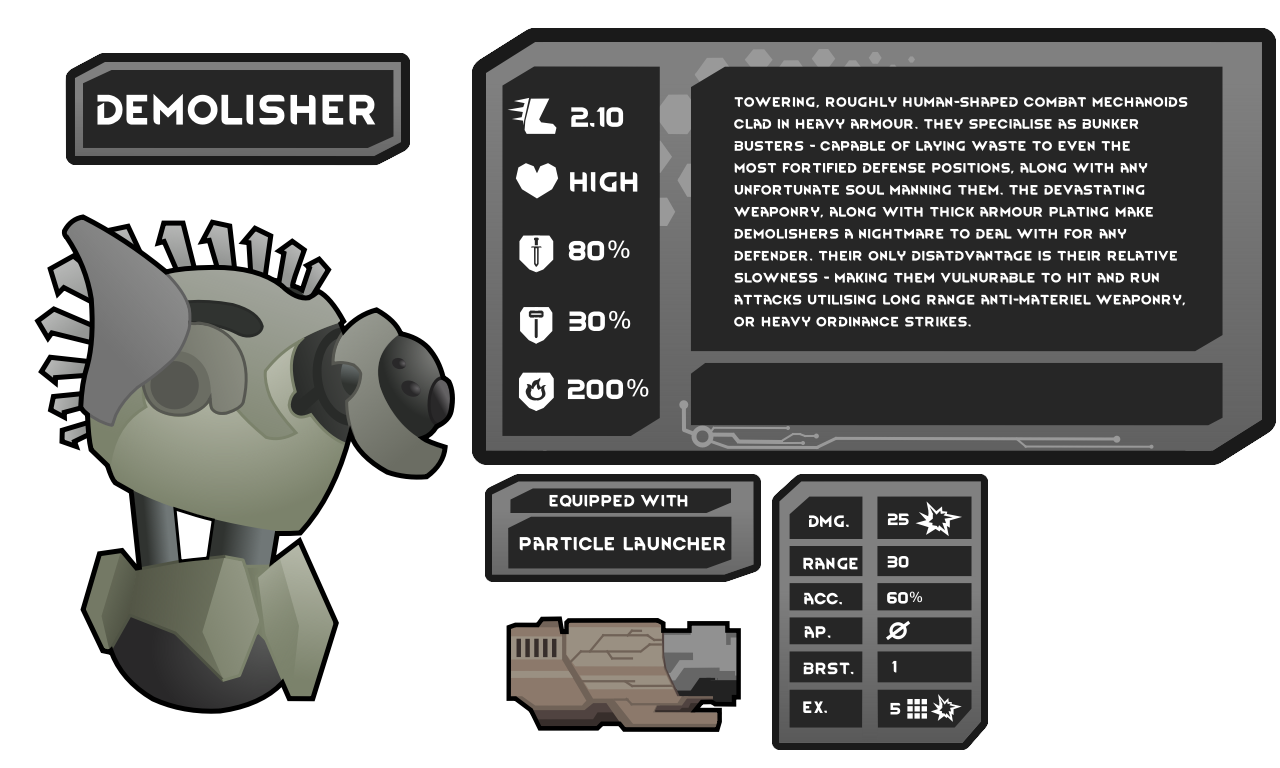 DEMOLISHER
2.10
HIGH
80%
30%
200%
TOWERING, ROUGHLY HUMAN-SHAPED COMBAT MECHANOIDS
CLAD IN HEAVY ARMOUR. THEY SPECIALISE AS BUNKER
BUSTERS - CAPABLE OF LAYING WASTE TO EVEN THE
MOST FORTIFIED DEFENSE POSITIONS, ALONG WITH ANY
UNFORTUNATE SOUL MANNING THEM. THE DEVASTATING
WEAPONRY, ALONG WITH THICK ARMOUR PLATING MAKE
DEMOLISHERS A NIGHTMARE TO DEAL WITH FOR ANY
DEFENDER. THEIR ONLY DISATDVANTAGE IS THEIR RELATIVE
SLOWNESS - MAKING THEM VULNURABLE TO HIT AND RUN
ATTACKS UTILISING LONG RANGE ANTI-MATERIEL WEAPONRY,
OR HEAVY ORDINANCE STRIKES.
EQUIPPED WITH
PARTICLE LAUNCHER
DMG. 25
RANGE 30
ACC. 60%
AP. Ø
BRST. 1
EX. 5